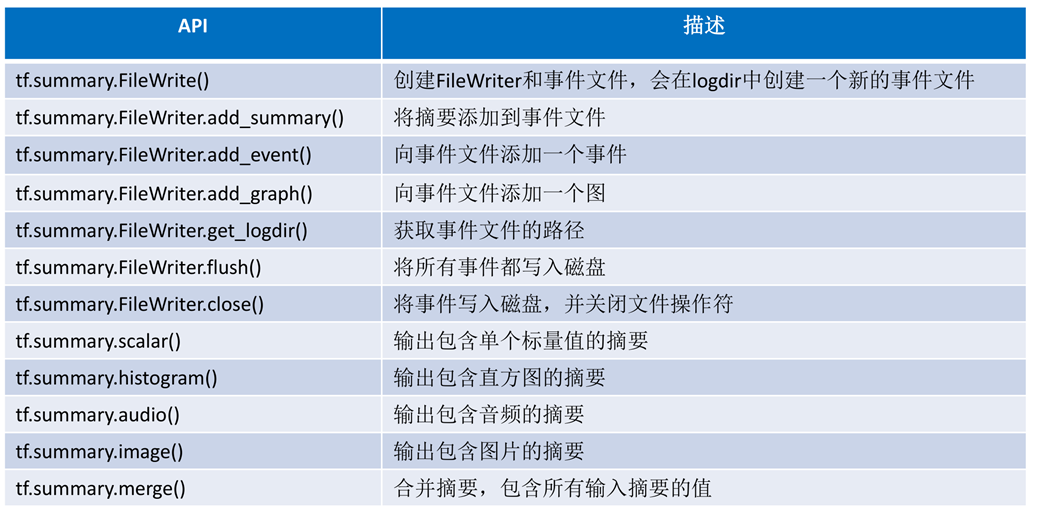 API 描述
tf.summary.FileWrite() 创建FileWriter和事件文件，会在logdir中创建一个新的事件文件
tf.summary.FileWriter.add_summary() 将摘要添加到事件文件
tf.summary.FileWriter.add_event() 向事件文件添加一个事件
tf.summary.FileWriter.add_graph() 向事件文件添加一个图
tf.summary.FileWriter.get_logdir() 获取事件文件的路径
tf.summary.FileWriter.flush() 将所有事件都写入磁盘
tf.summary.FileWriter.close() 将事件写入磁盘，并关闭文件操作符
tf.summary.scalar() 输出包含单个标量值的摘要
tf.summary.histogram() 输出包含直方图的摘要
tf.summary.audio() 输出包含音频的摘要
tf.summary.image() 输出包含图片的摘要
tf.summary.merge() 合并摘要，包含所有输入摘要的值